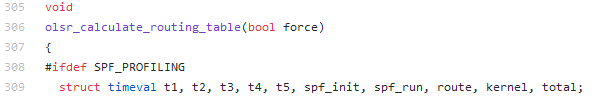 305 void
306 olsr_calculate_routing_table(bool force)
307 {
308 #ifdef SPF_PROFILING
309 struct timeval t1, t2, t3, t4, t5, spf_init, spf_run, route, kernel, total;